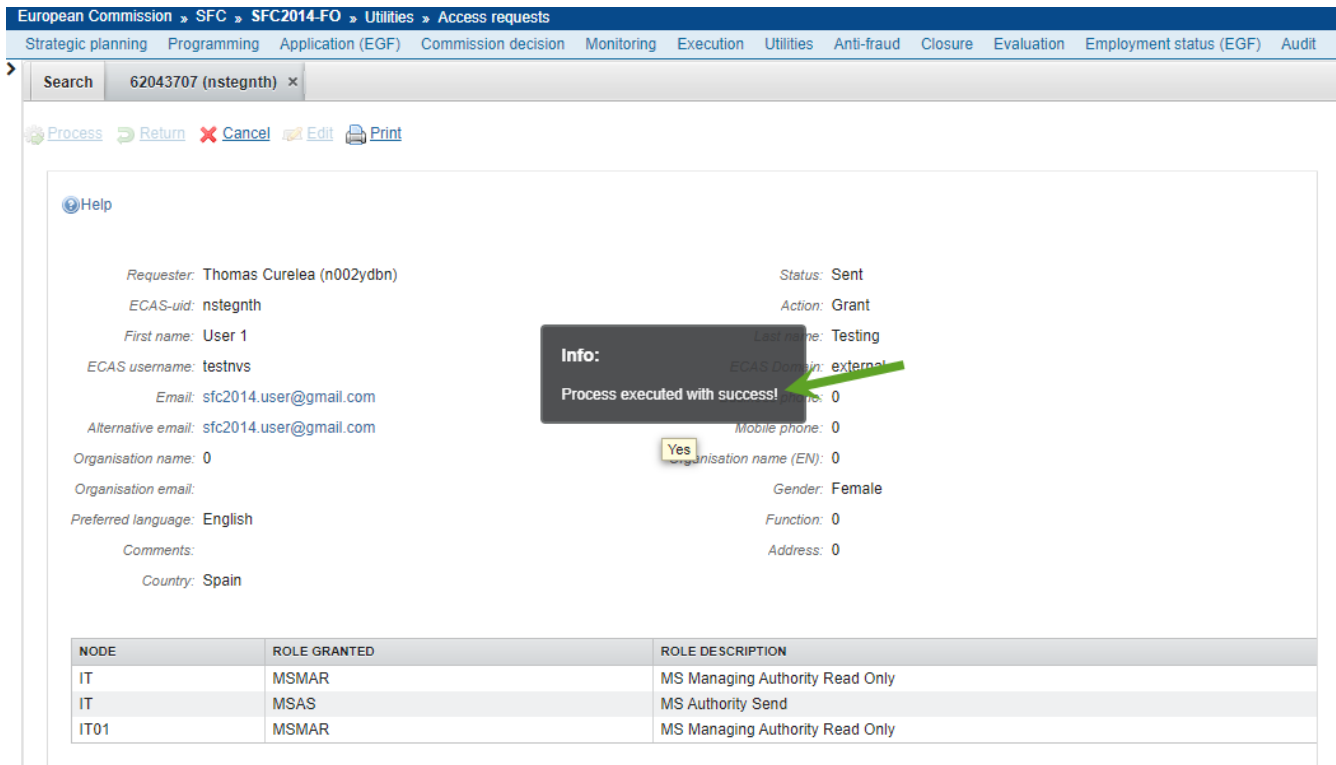 European Commission » SFC » SFC2014-FO » Utilities » Access requests
Strategic planning Programming Application (EGF) Commission decision Monitoring Execution Utilities Anti-fraud Closure Evaluation Employment status (EGF) Audit
Search 62043707 (nstegnth) ×
Process Return Cancel Edit Print
Help
Requester: Thomas Curelea (n002ydbn) Status: Sent
ECAS-uid: nstegnth Action: Grant
First name: User 1 Last name: Testing
Info:
ECAS username: testnvs ECAS Domain: external
Process executed with success!
Email: sfc2014.user@gmail.com phone: 0
Alternative email: sfc2014.user@gmail.com Mobile phone: 0
Yes
Organisation name: 0 Organisation name (EN): 0
Organisation email: Gender: Female
Preferred language: English Function: 0
Comments: Address: 0
Country: Spain
NODE ROLE GRANTED ROLE DESCRIPTION
IT MSMAR MS Managing Authority Read Only
IT MSAS MS Authority Send
IT01 MSMAR MS Managing Authority Read Only